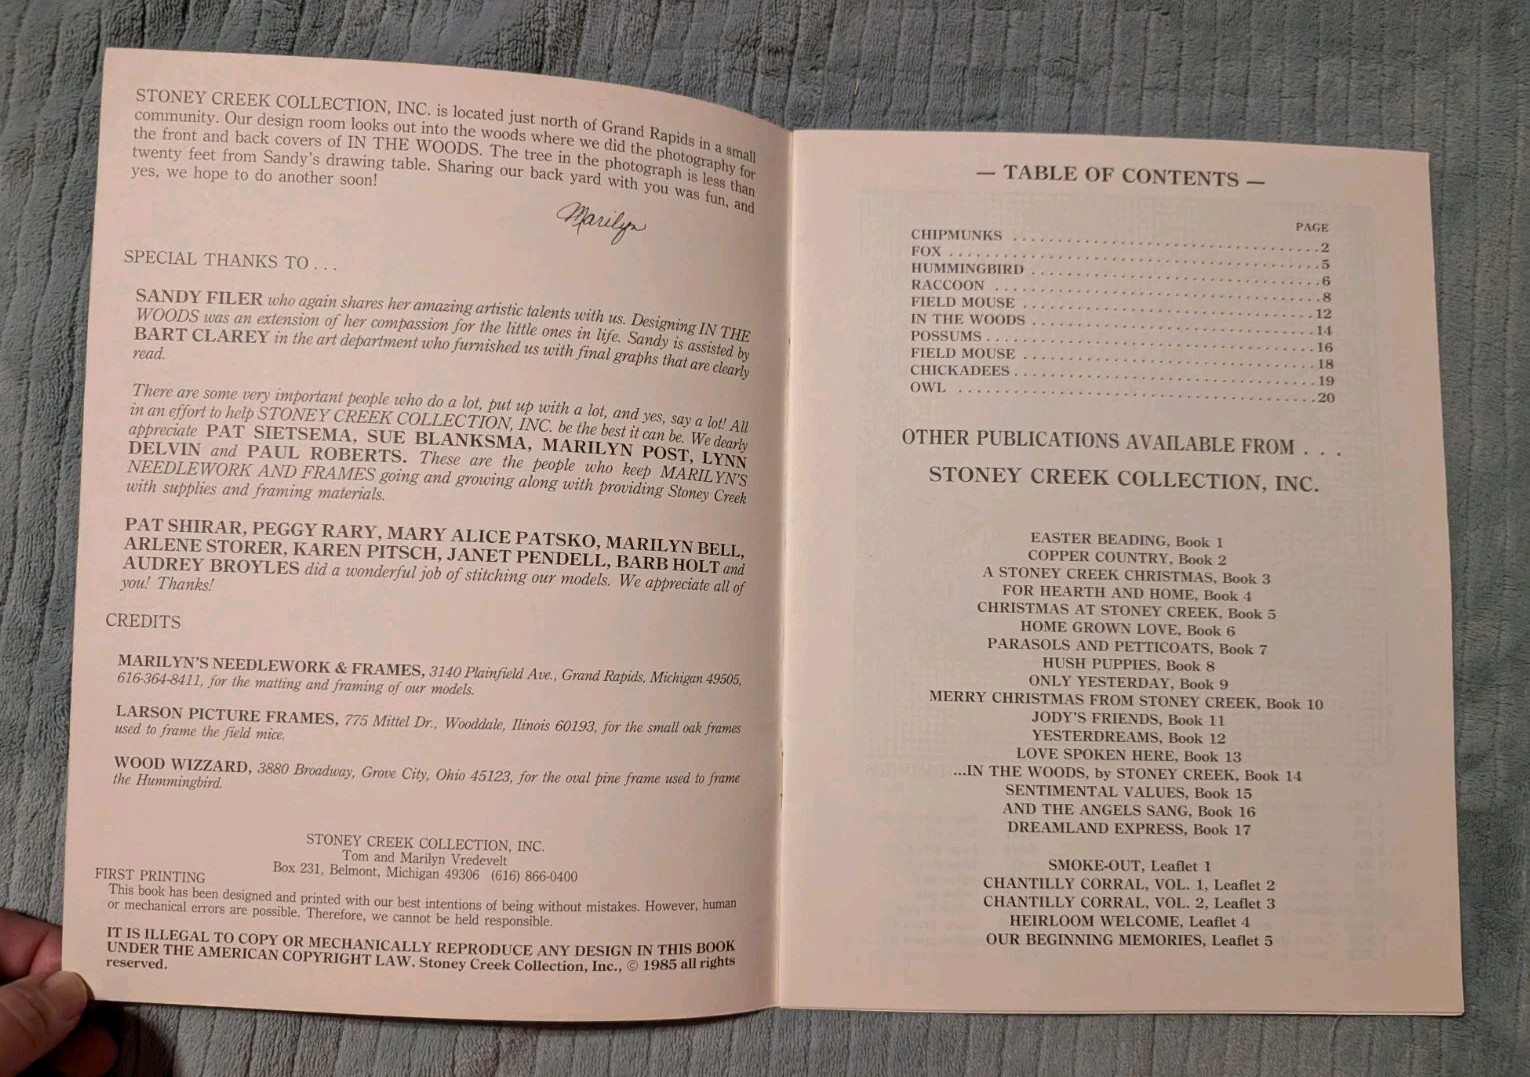 STONEY CREEK COLLECTION, INC. is located just north of Grand Rapids in a small
community. Our design room looks out into the woods where we did the photography for
the front and back covers of IN THE WOODS. The tree in the photograph is less than
twenty feet from Sandy's drawing table. Sharing our back yard with you was fun, and
yes, we hope to do another soon!
Marilyn
SPECIAL THANKS TO . . .
SANDY FILER who again shares her amazing artistic talents with us. Designing IN THE
WOODS was an extension of her compassion for the little ones in life. Sandy is assisted by
BART CLAREY in the art department who furnished us with final graphs that are clearly
read.
There are some very important people who do a lot, put up with a lot, and yes, say a lot! All
in an effort to help STONEY CREEK COLLECTION, INC. be the best it can be. We dearly
appreciate PAT SIETSEMA, SUE BLANKSMA, MARILYN POST, LYNN
DELVIN and PAUL ROBERTS. These are the people who keep MARILYN'S
NEEDLEWORK AND FRAMES going and growing along with providing Stoney Creek
with supplies and framing materials.
PAT SHIRAR, PEGGY RARY, MARY ALICE PATSKO, MARILYN BELL,
ARLENE STORER, KAREN PITSCH, JANET PENDELL, BARB HOLT and
AUDREY BROYLES did a wonderful job of stitching our models. We appreciate all of
you! Thanks!
CREDITS
MARILYN'S NEEDLEWORK & FRAMES, 3140 Plainfield Ave., Grand Rapids, Michigan 49505,
616-364-8411, for the matting and framing of our models.
LARSON PICTURE FRAMES, 775 Mittel Dr., Wooddale, Ilinois 60193, for the small oak frames
used to frame the field mice.
WOOD WIZZARD, 3880 Broadway, Grove City, Ohio 45123, for the oval pine frame used to frame
the Hummingbird.
STONEY CREEK COLLECTION, INC.
Tom and Marilyn Vredevelt
Box 231, Belmont, Michigan 49306 (616) 866-0400
FIRST PRINTING
This book has been designed and printed with our best intentions of being without mistakes. However, human
or mechanical errors are possible. Therefore, we cannot be held responsible.
IT IS ILLEGAL TO COPY OR MECHANICALLY REPRODUCE ANY DESIGN IN THIS BOOK
UNDER THE AMERICAN COPYRIGHT LAW. Stoney Creek Collection, Inc., © 1985 all rights
reserved.
— TABLE OF CONTENTS —
PAGE
CHIPMUNKS . . . . . . . . . . 2
FOX . . . . . . . . . . 5
HUMMINGBIRD . . . . . . . . . . 6
RACCOON . . . . . . . . . . 8
FIELD MOUSE . . . . . . . . . . 12
IN THE WOODS . . . . . . . . . . 14
POSSUMS . . . . . . . . . . 16
FIELD MOUSE . . . . . . . . . . 18
CHICKADEES . . . . . . . . . . 19
OWL . . . . . . . . . . 20
OTHER PUBLICATIONS AVAILABLE FROM . . .
STONEY CREEK COLLECTION, INC.
EASTER BEADING, Book 1
COPPER COUNTRY, Book 2
A STONEY CREEK CHRISTMAS, Book 3
FOR HEARTH AND HOME, Book 4
CHRISTMAS AT STONEY CREEK, Book 5
HOME GROWN LOVE, Book 6
PARASOLS AND PETTICOATS, Book 7
HUSH PUPPIES, Book 8
ONLY YESTERDAY, Book 9
MERRY CHRISTMAS FROM STONEY CREEK, Book 10
JODY'S FRIENDS, Book 11
YESTERDREAMS, Book 12
LOVE SPOKEN HERE, Book 13
...IN THE WOODS, by STONEY CREEK, Book 14
SENTIMENTAL VALUES, Book 15
AND THE ANGELS SANG, Book 16
DREAMLAND EXPRESS, Book 17
SMOKE-OUT, Leaflet 1
CHANTILLY CORRAL, VOL. 1, Leaflet 2
CHANTILLY CORRAL, VOL. 2, Leaflet 3
HEIRLOOM WELCOME, Leaflet 4
OUR BEGINNING MEMORIES, Leaflet 5